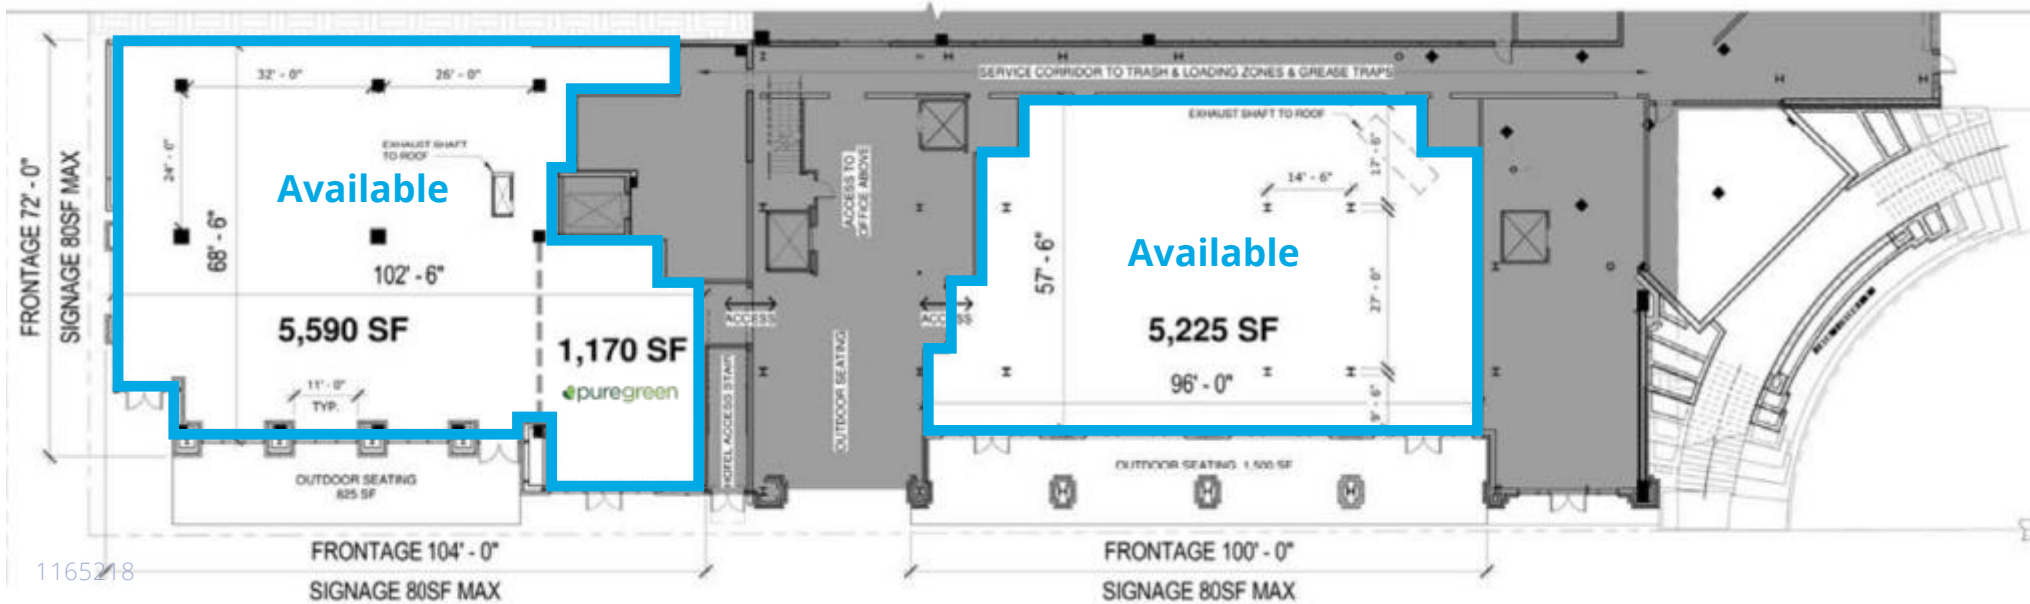 FRONTAGE 72' - 0"
SIGNAGE 80SF MAX
32' - 0"
26' - 0"
24' - 0"
EXHAUST SHAFT
TO ROOF
Available
68' - 6"
102' - 6"
5,590 SF
1,170 SF
puregreen
11' - 0"
TYP.
OUTDOOR SEATING
825 SF
FRONTAGE 104' - 0"
SIGNAGE 80SF MAX
HOTEL ACCESS STAIR
ACCESS
OUTDOOR SEATING
ACCESS TO
OFFICE ABOVE
ACCESS
SERVICE CORRIDOR TO TRASH & LOADING ZONES & GREASE TRAPS
EXHAUST SHAFT TO ROOF
17' - 6"
14' - 6"
57' - 6"
Available
27' - 0"
5,225 SF
96' - 0"
9' - 6"
OUTDOOR SEATING 1,500 SF
FRONTAGE 100' - 0"
SIGNAGE 80SF MAX
1165218